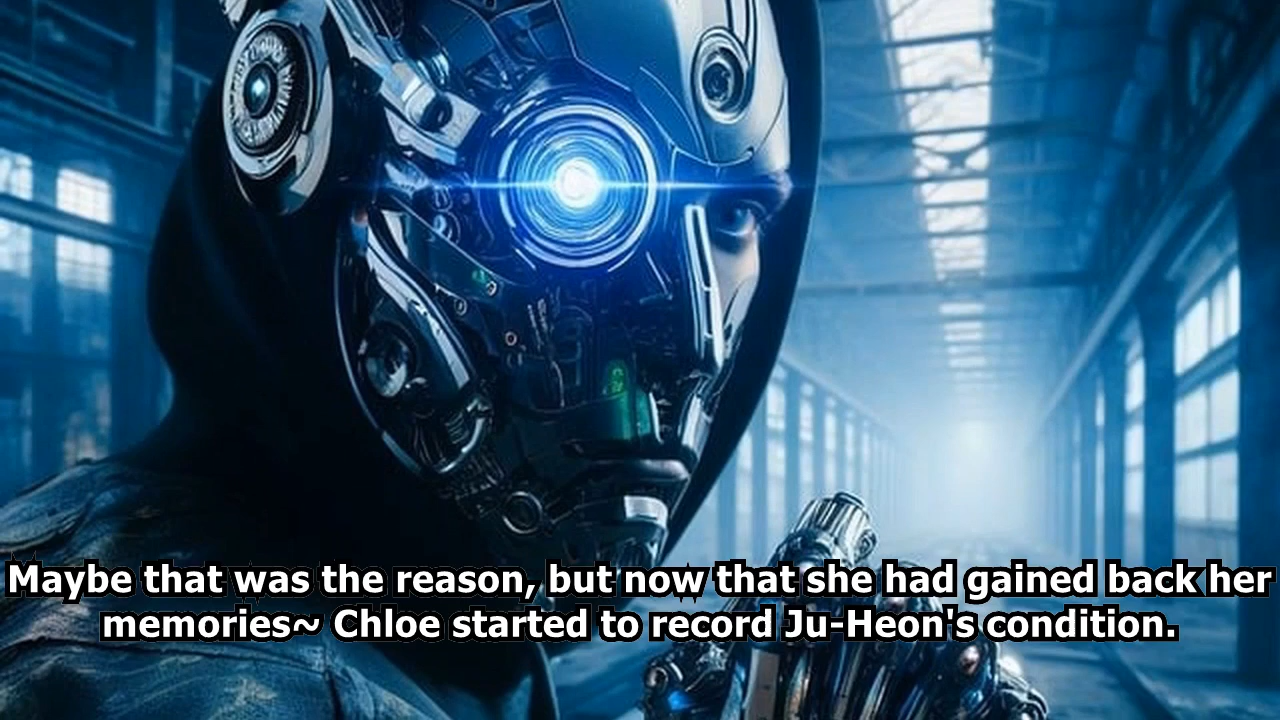 Maybe that was the reason, but now that she had gained back her
memories~ Chloe started to record Ju-Heon's condition.